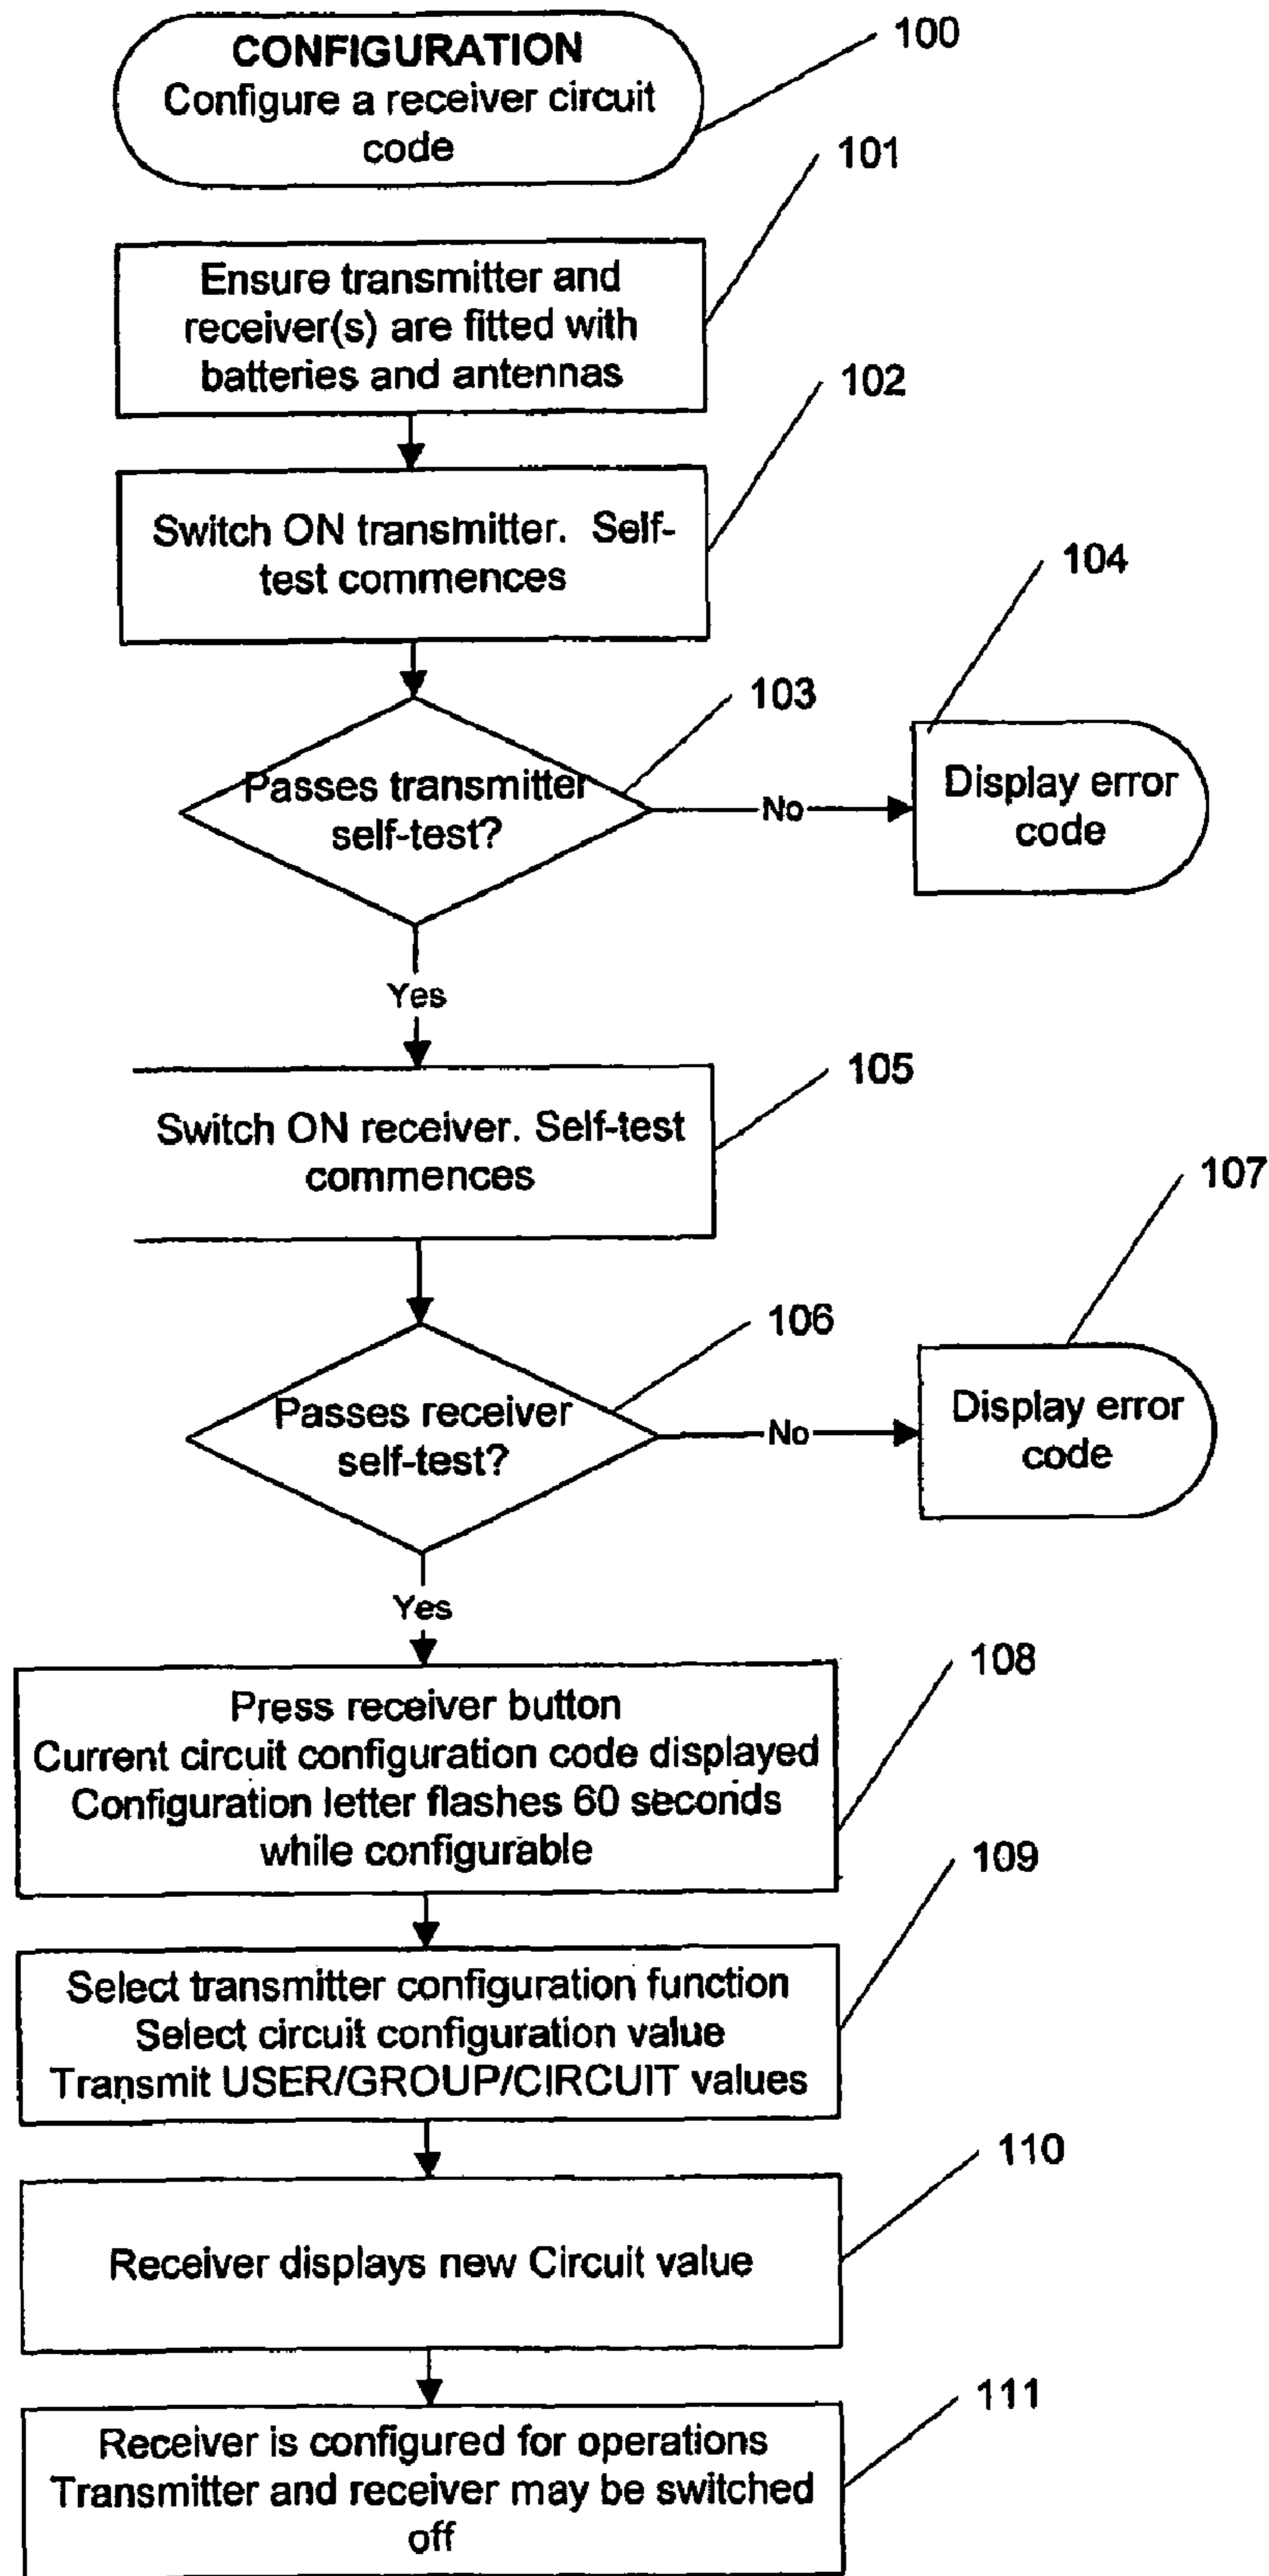 CONFIGURATION
Configure a receiver circuit
code
100
101
Ensure transmitter and
receiver(s) are fitted with
batteries and antennas
102
Switch ON transmitter. Self-
test commences
103
Passes transmitter
self-test?
No
104
Display error
code
Yes
105
Switch ON receiver. Self-test
commences
106
Passes receiver
self-test?
No
107
Display error
code
Yes
108
Press receiver button
Current circuit configuration code displayed
Configuration letter flashes 60 seconds
while configurable
109
Select transmitter configuration function
Select circuit configuration value
Transmit USER/GROUP/CIRCUIT values
110
Receiver displays new Circuit value
111
Receiver is configured for operations
Transmitter and receiver may be switched
off